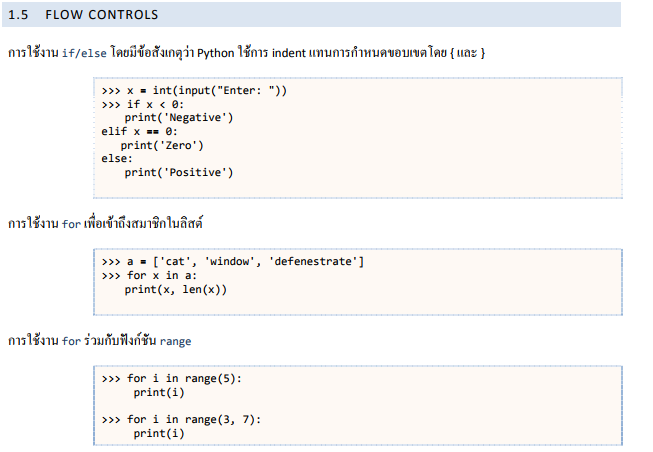 1.5 FLOW CONTROLS
การใช้งาน if/else โดยมีข้อสังเกตุว่า Python ใช้การ indent แทนการกำหนดขอบเขตโดย { และ }
>>> x = int(input("Enter: "))
>>> if x < 0:
print('Negative')
elif x == 0:
print('Zero')
else:
print('Positive')
การใช้งาน for เพื่อเข้าถึงสมาชิกในลิสต์
>>> a = ['cat', 'window', 'defenestrate']
>>> for x in a:
print(x, len(x))
การใช้งาน for ร่วมกับฟังก์ชัน range
>>> for i in range(5):
print(i)
>>> for i in range(3, 7):
print(i)